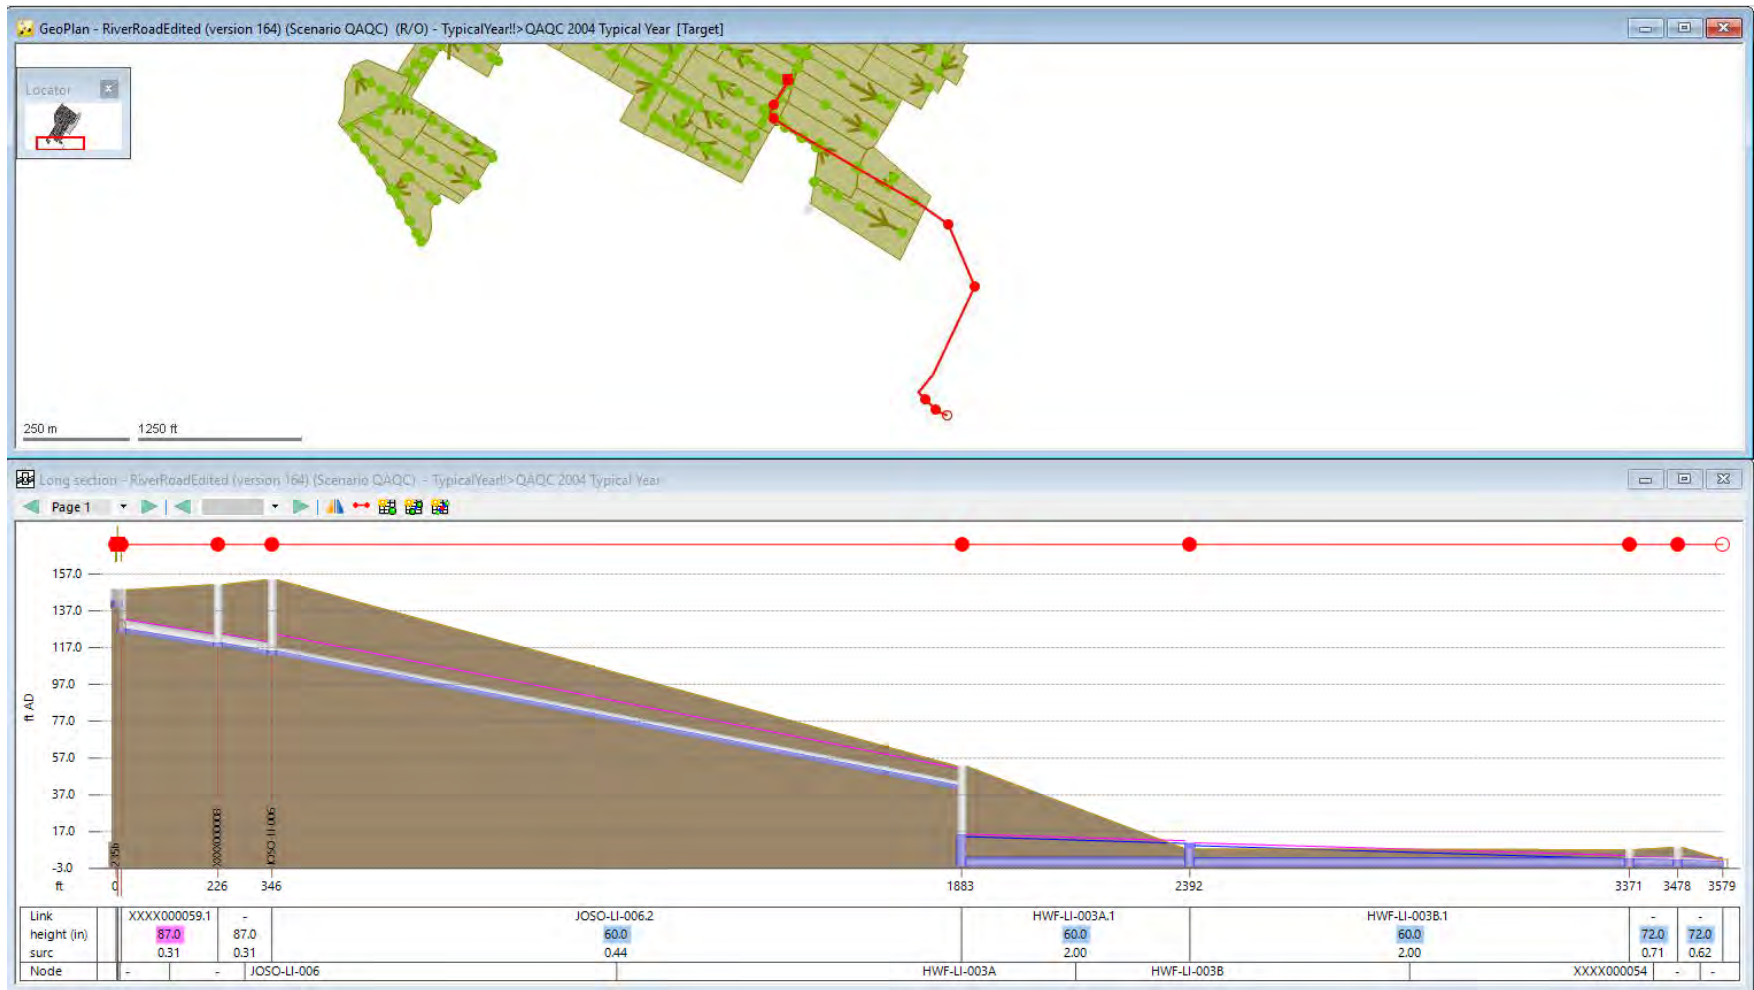 GeoPlan - RiverRoadEdited (version 164) (Scenario QAQC) (R/O) - TypicalYear!!>QAQC 2004 Typical Year [Target]
Locator
250 m 1250 ft
Long section - RiverRoadEdited (version 164) (Scenario QAQC) - TypicalYear!!>QAQC 2004 Typical Year
Page 1
157.0
137.0
117.0
97.0
77.0
57.0
37.0
17.0
-3.0
ft AD
JOSO-LI-006
ft 0 226 346 1883 2392 3371 3478 3579
Link XXXX000059.1 - JOSO-LI-006.2 HWF-LI-003A.1 HWF-LI-003B.1 - -
height (in) 87.0 87.0 60.0 60.0 60.0 72.0 72.0
surc 0.31 0.31 0.44 2.00 2.00 0.71 0.62
Node - - JOSO-LI-006 HWF-LI-003A HWF-LI-003B XXXX000054 - -